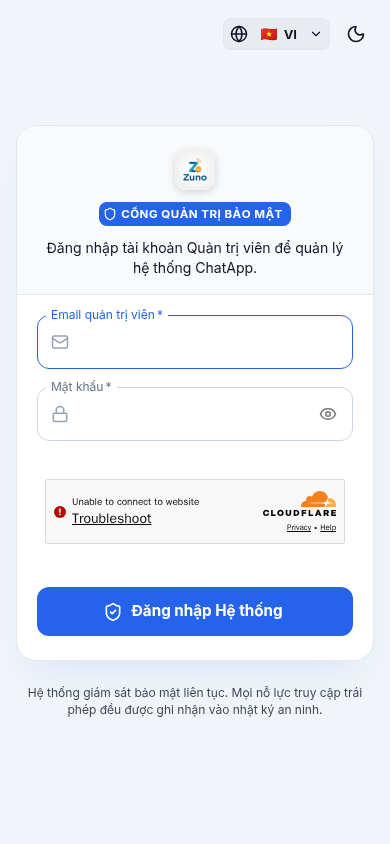 VI
Zuno
CỔNG QUẢN TRỊ BẢO MẬT
Đăng nhập tài khoản Quản trị viên để quản lý
hệ thống ChatApp.
Email quản trị viên *
Mật khẩu *
Unable to connect to website
Troubleshoot
CLOUDFLARE
Privacy • Help
Đăng nhập Hệ thống
Hệ thống giám sát bảo mật liên tục. Mọi nỗ lực truy cập trái
phép đều được ghi nhận vào nhật ký an ninh.